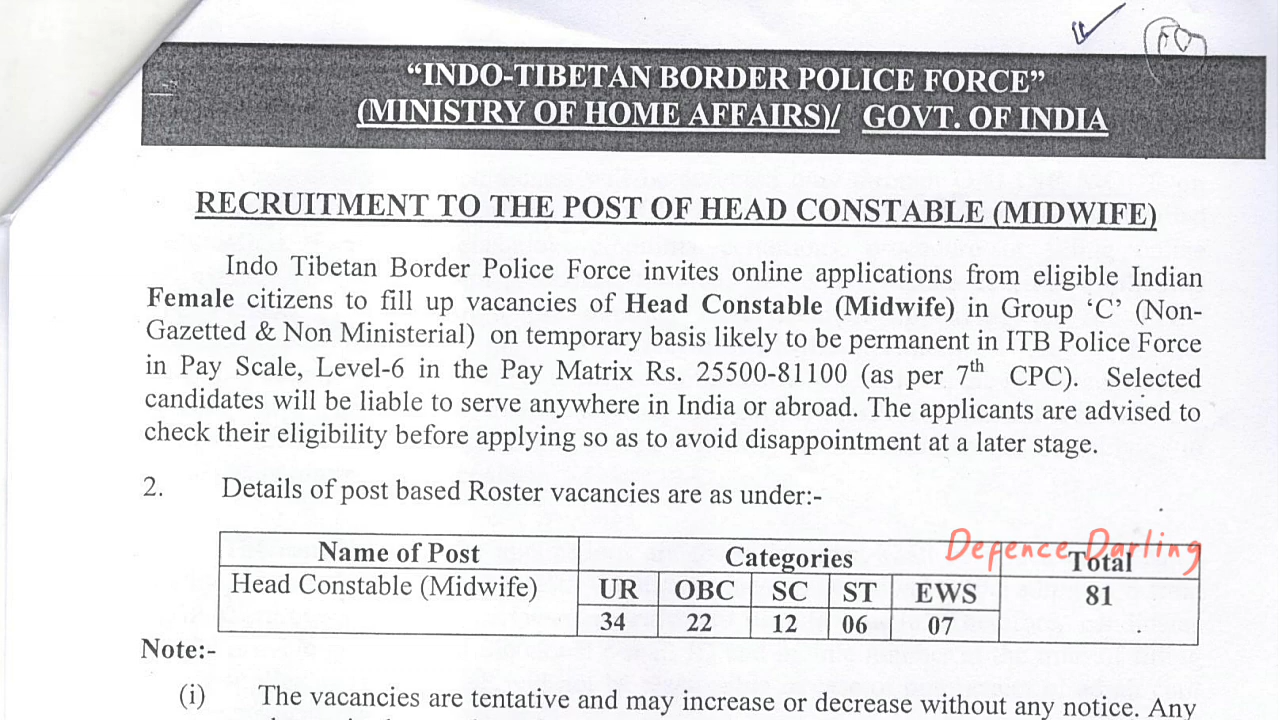 “INDO-TIBETAN BORDER POLICE FORCE”
(MINISTRY OF HOME AFFAIRS)/ GOVT. OF INDIA
RECRUITMENT TO THE POST OF HEAD CONSTABLE (MIDWIFE)
Indo Tibetan Border Police Force invites online applications from eligible Indian
Female citizens to fill up vacancies of Head Constable (Midwife) in Group ‘C’ (Non-
Gazetted & Non Ministerial) on temporary basis likely to be permanent in ITB Police Force
in Pay Scale, Level-6 in the Pay Matrix Rs. 25500-81100 (as per 7th CPC). Selected
candidates will be liable to serve anywhere in India or abroad. The applicants are advised to
check their eligibility before applying so as to avoid disappointment at a later stage.
2. Details of post based Roster vacancies are as under:-
Defence Darling
Name of Post Categories Total
Head Constable (Midwife) UR OBC SC ST EWS 81
34 22 12 06 07
Note:-
(i) The vacancies are tentative and may increase or decrease without any notice. Any